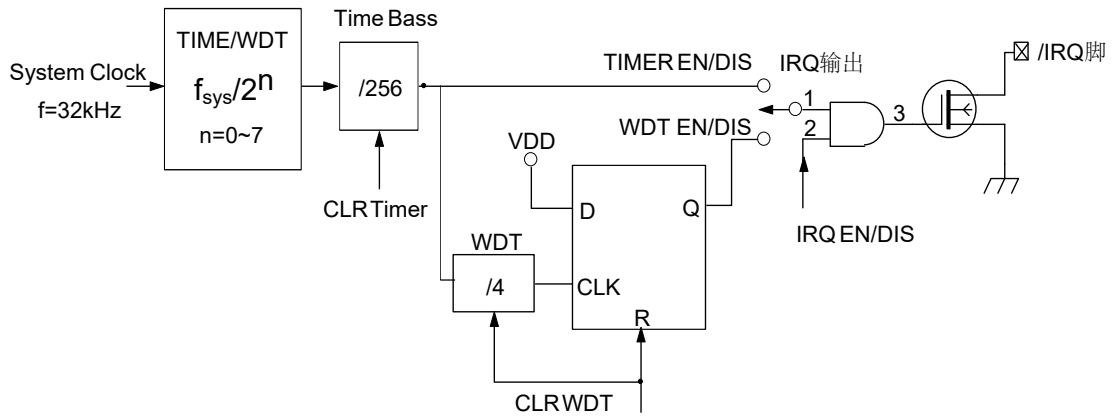 Time Bass
TIME/WDT
fsys/2ⁿ
n=0~7
System Clock
f=32kHz
/256
CLR Timer
TIMER EN/DIS
IRQ输出
/IRQ脚
1
2
3
WDT EN/DIS
IRQ EN/DIS
VDD
D
Q
CLK
R
WDT
/4
CLR WDT